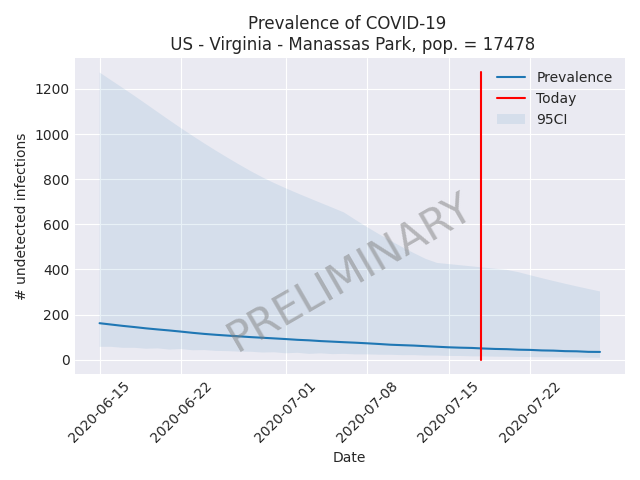 Prevalence of COVID-19
US - Virginia - Manassas Park, pop. = 17478
Prevalence
Today
95CI
1200
1000
800
600
400
200
0
# undetected infections
PRELIMINARY
2020-06-15
2020-06-22
2020-07-01
2020-07-08
2020-07-15
2020-07-22
Date